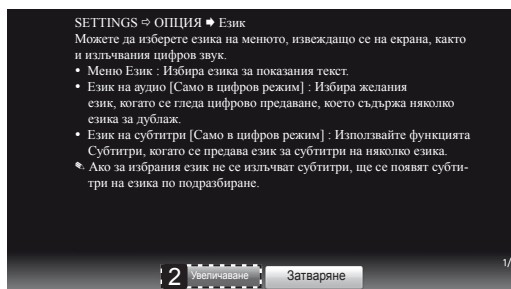 SETTINGS ⇨ ОПЦИЯ ➡ Език
Можете да изберете езика на менюто, извеждащо се на екрана, както
и излъчвания цифров звук.
• Меню Език : Избира езика за показания текст.
• Език на аудио [Само в цифров режим] : Избира желания
език, когато се гледа цифрово предаване, което съдържа няколко
езика за дублаж.
• Език на субтитри [Само в цифров режим] : Използвайте функцията
Субтитри, когато се предава език за субтитри на няколко езика.
✎ Ако за избрания език не се излъчват субтитри, ще се появят субти-
три на езика по подразбиране.
1/
2 Увеличаване Затваряне